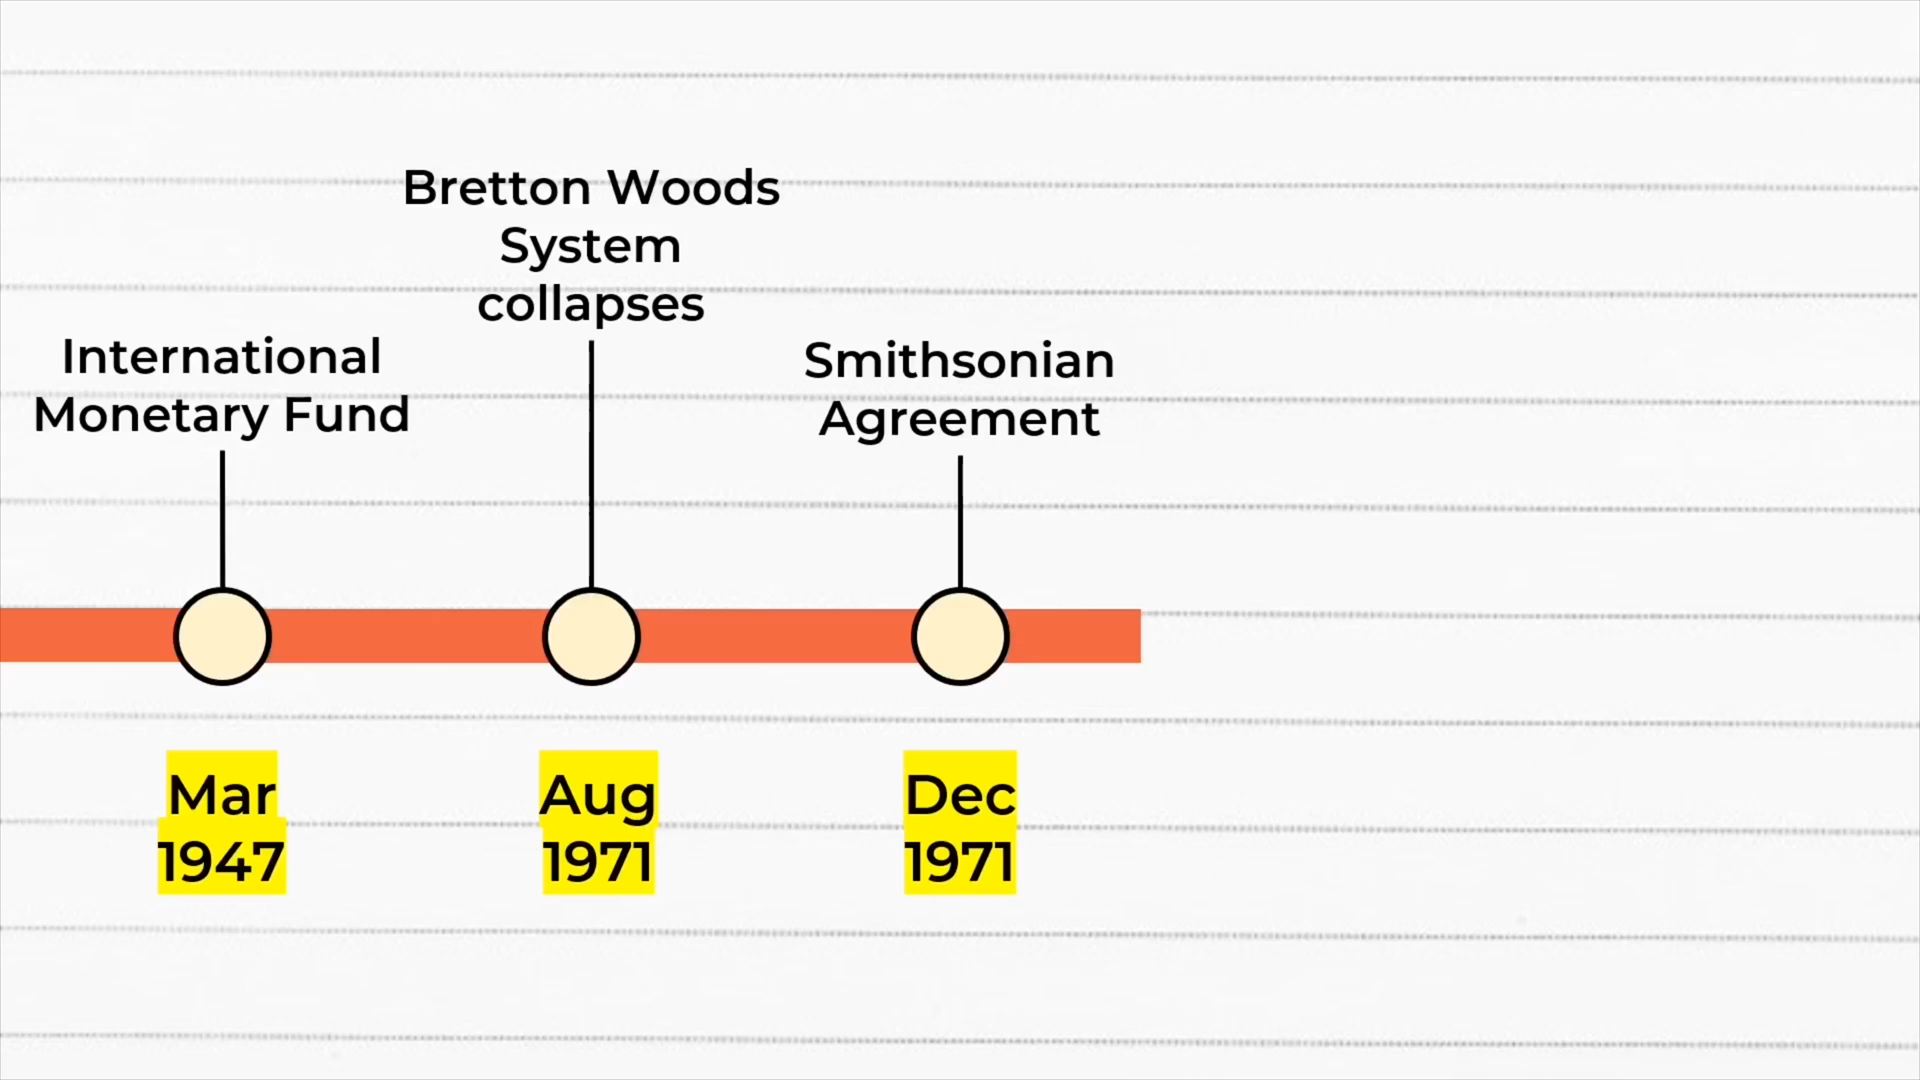 International
Monetary Fund
Bretton Woods
System
collapses
Smithsonian
Agreement
Mar
1947
Aug
1971
Dec
1971